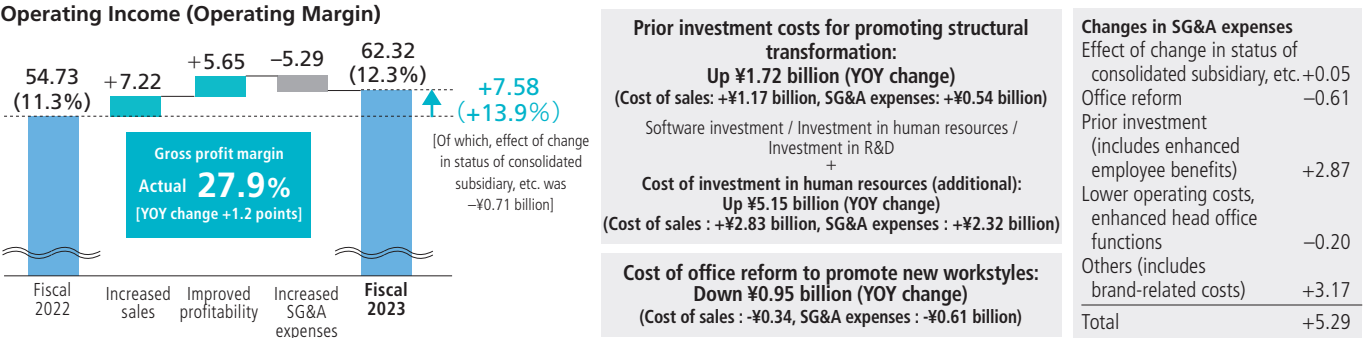 Operating Income (Operating Margin)
54.73
(11.3%)
+7.22
+5.65
–5.29
62.32
(12.3%)
+7.58
(+13.9%)
[Of which, effect of change
in status of consolidated
subsidiary, etc. was
–¥0.71 billion]
Gross profit margin
Actual 27.9%
[YOY change +1.2 points]
Fiscal
2022
Increased
sales
Improved
profitability
Increased
SG&A
expenses
Fiscal
2023
Prior investment costs for promoting structural
transformation:
Up ¥1.72 billion (YOY change)
(Cost of sales: +¥1.17 billion, SG&A expenses: +¥0.54 billion)
Software investment / Investment in human resources /
Investment in R&D
+
Cost of investment in human resources (additional):
Up ¥5.15 billion (YOY change)
(Cost of sales : +¥2.83 billion, SG&A expenses : +¥2.32 billion)
Cost of office reform to promote new workstyles:
Down ¥0.95 billion (YOY change)
(Cost of sales : -¥0.34, SG&A expenses : -¥0.61 billion)
Changes in SG&A expenses
Effect of change in status of
consolidated subsidiary, etc. +0.05
Office reform –0.61
Prior investment
(includes enhanced
employee benefits) +2.87
Lower operating costs,
enhanced head office
functions –0.20
Others (includes
brand-related costs) +3.17
Total +5.29